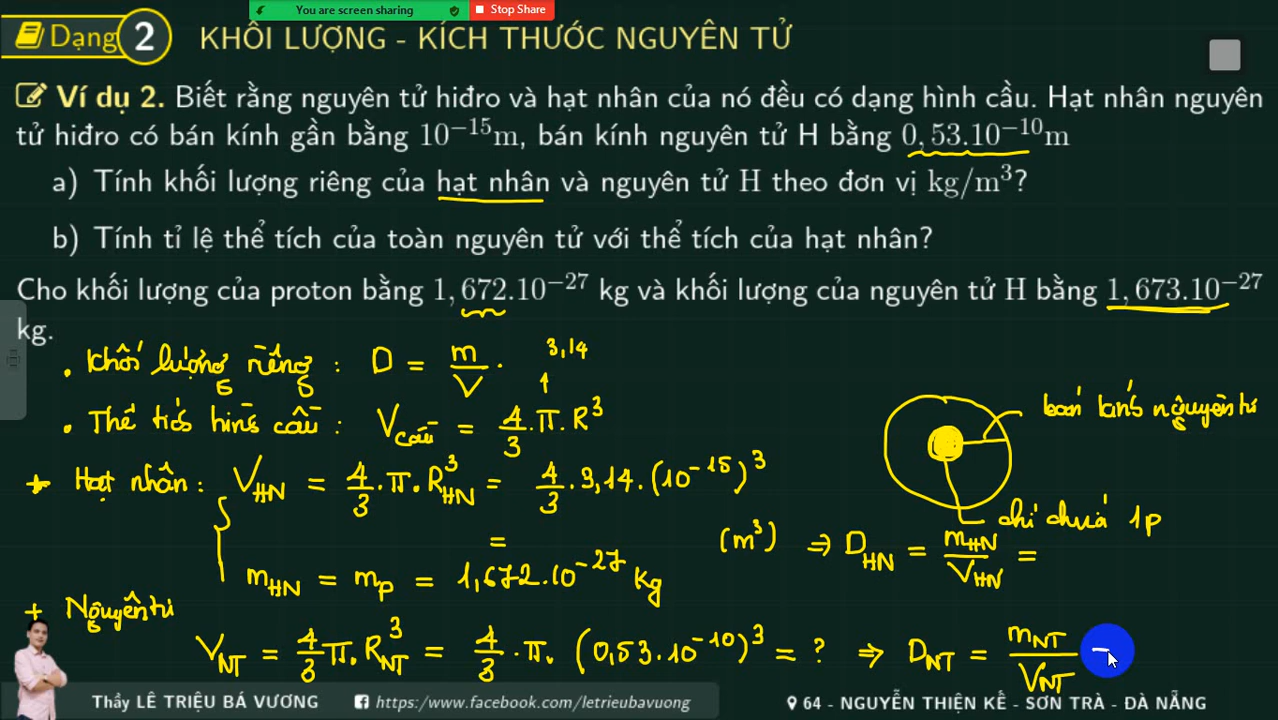 You are screen sharing Stop Share
Dạng 2 KHỐI LƯỢNG - KÍCH THƯỚC NGUYÊN TỬ
Ví dụ 2. Biết rằng nguyên tử hiđro và hạt nhân của nó đều có dạng hình cầu. Hạt nhân nguyên
tử hiđro có bán kính gần bằng 10⁻¹⁵m, bán kính nguyên tử H bằng 0,53.10⁻¹⁰m
a) Tính khối lượng riêng của hạt nhân và nguyên tử H theo đơn vị kg/m³?
b) Tính tỉ lệ thể tích của toàn nguyên tử với thể tích của hạt nhân?
Cho khối lượng của proton bằng 1,672.10⁻²⁷ kg và khối lượng của nguyên tử H bằng 1,673.10⁻²⁷
kg.
. Khối lượng riêng : D = m/V . 3,14
. Thể tích hình cầu : V_cầu = 4/3 . π . R³
bán kính nguyên tử
+ Hạt nhân : V_HN = 4/3 . π . R_HN³ = 4/3 . 3,14 . (10⁻¹⁵)³
chỉ chứa 1p
= (m³) ⇒ D_HN = m_HN/V_HN =
m_HN = m_p = 1,672.10⁻²⁷ Kg
+ Nguyên tử
V_NT = 4/3 π . R_NT³ = 4/3 . π . (0,53.10⁻¹⁰)³ = ? ⇒ D_NT = m_NT/V_NT
Thầy LÊ TRIỆU BÁ VƯƠNG https://www.facebook.com/letrieubavuong 64 - NGUYỄN THIỆN KẾ - SƠN TRÀ - ĐÀ NẴNG